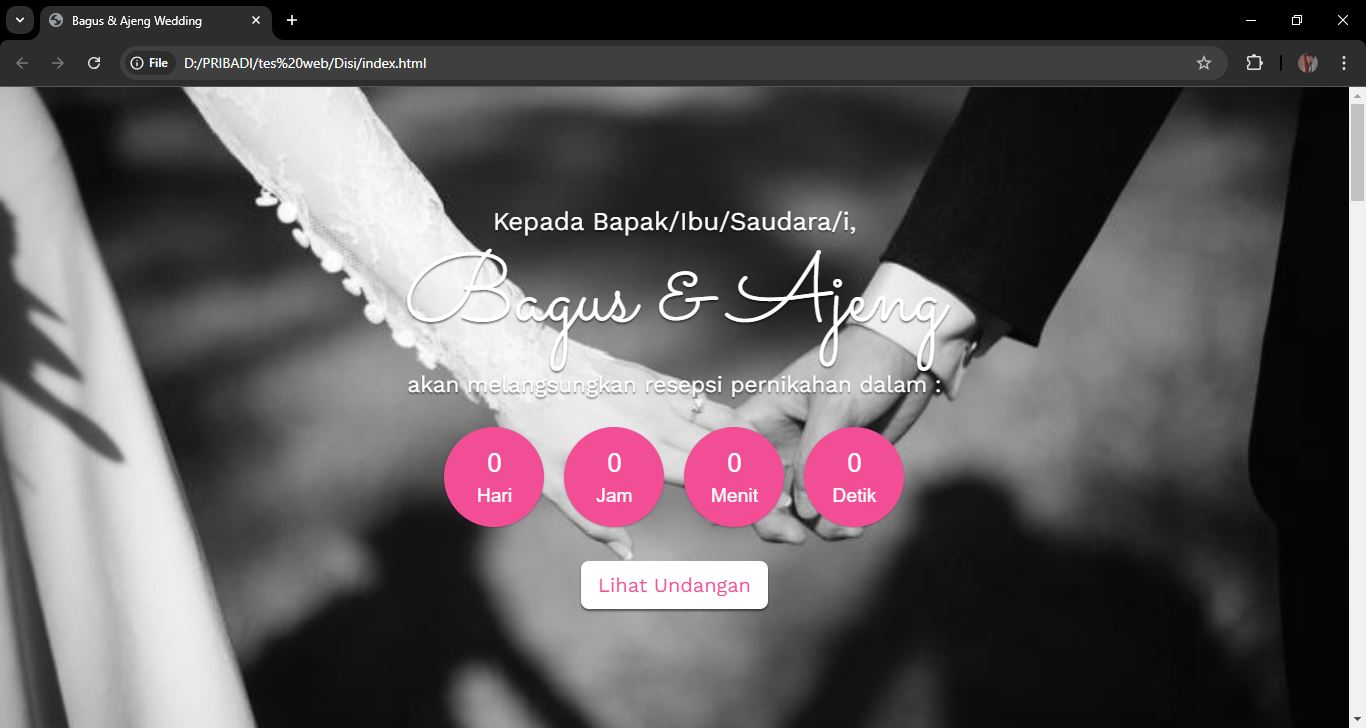 Bagus & Ajeng Wedding
File
D:/PRIBADI/tes%20web/Disi/index.html
Kepada Bapak/Ibu/Saudara/i,
Bagus & Ajeng
akan melangsungkan resepsi pernikahan dalam :
0 0 0 0
Hari Jam Menit Detik
Lihat Undangan